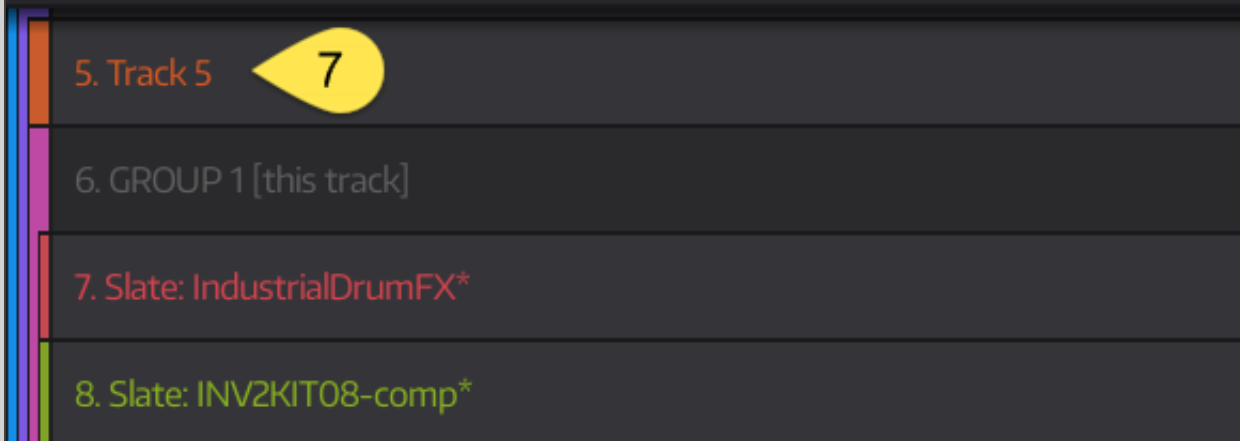 5. Track 5
7
6. GROUP 1 [this track]
7. Slate: IndustrialDrumFX*
8. Slate: INV2KIT08-comp*